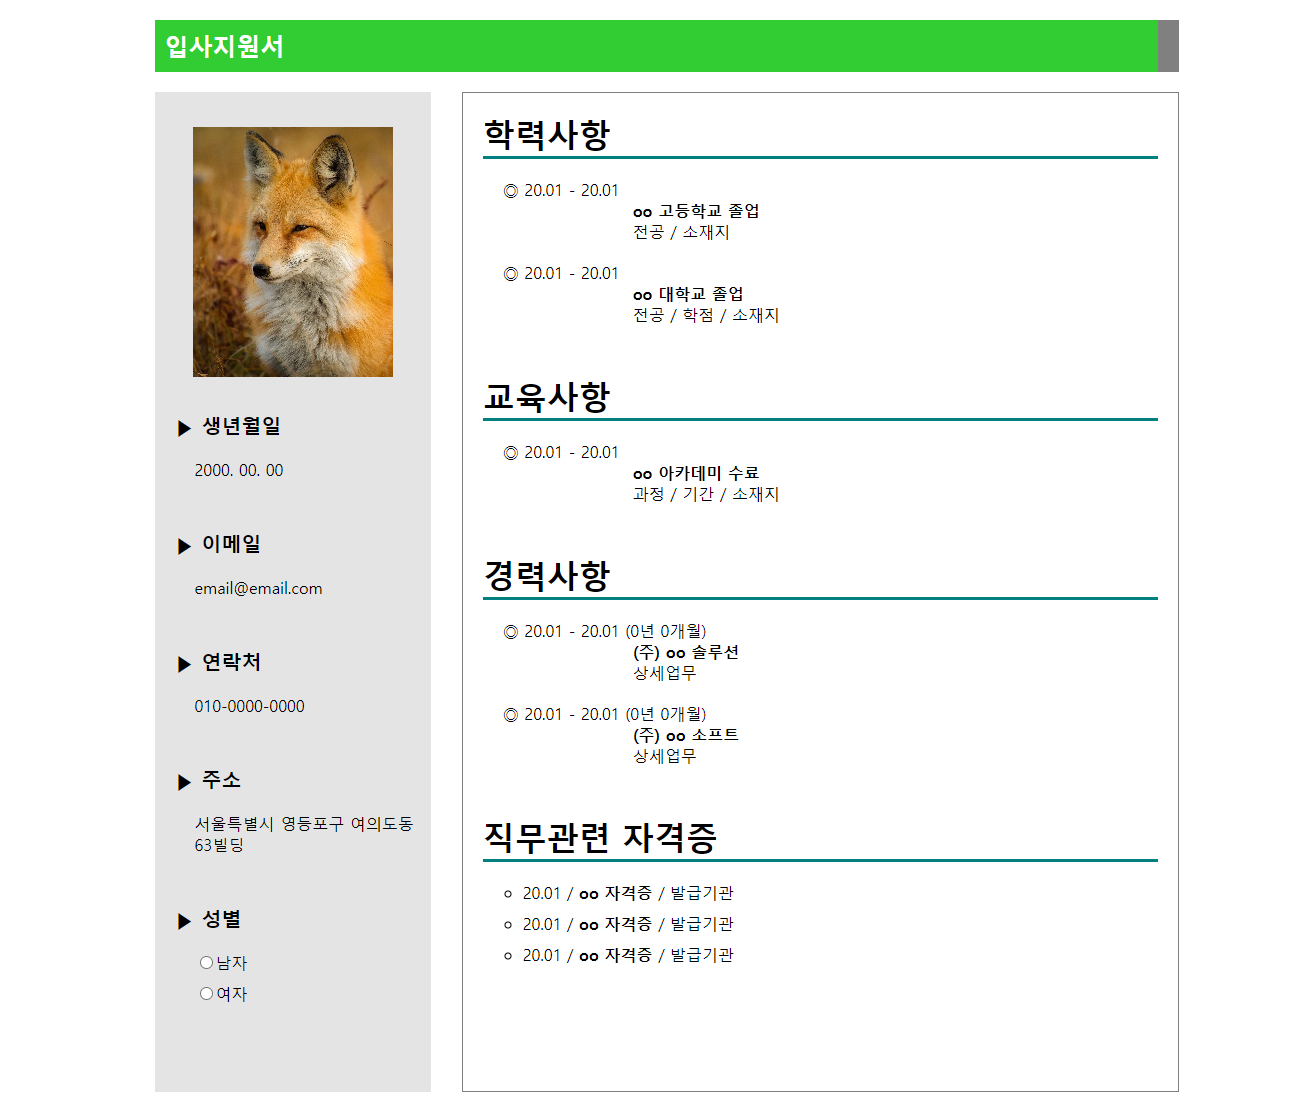 입사지원서
▶ 생년월일
2000. 00. 00
▶ 이메일
email@email.com
▶ 연락처
010-0000-0000
▶ 주소
서울특별시 영등포구 여의도동
63빌딩
▶ 성별
남자
여자
학력사항
◎ 20.01 - 20.01
oo 고등학교 졸업
전공 / 소재지
◎ 20.01 - 20.01
oo 대학교 졸업
전공 / 학점 / 소재지
교육사항
◎ 20.01 - 20.01
oo 아카데미 수료
과정 / 기간 / 소재지
경력사항
◎ 20.01 - 20.01 (0년 0개월)
(주) oo 솔루션
상세업무
◎ 20.01 - 20.01 (0년 0개월)
(주) oo 소프트
상세업무
직무관련 자격증
20.01 / oo 자격증 / 발급기관
20.01 / oo 자격증 / 발급기관
20.01 / oo 자격증 / 발급기관